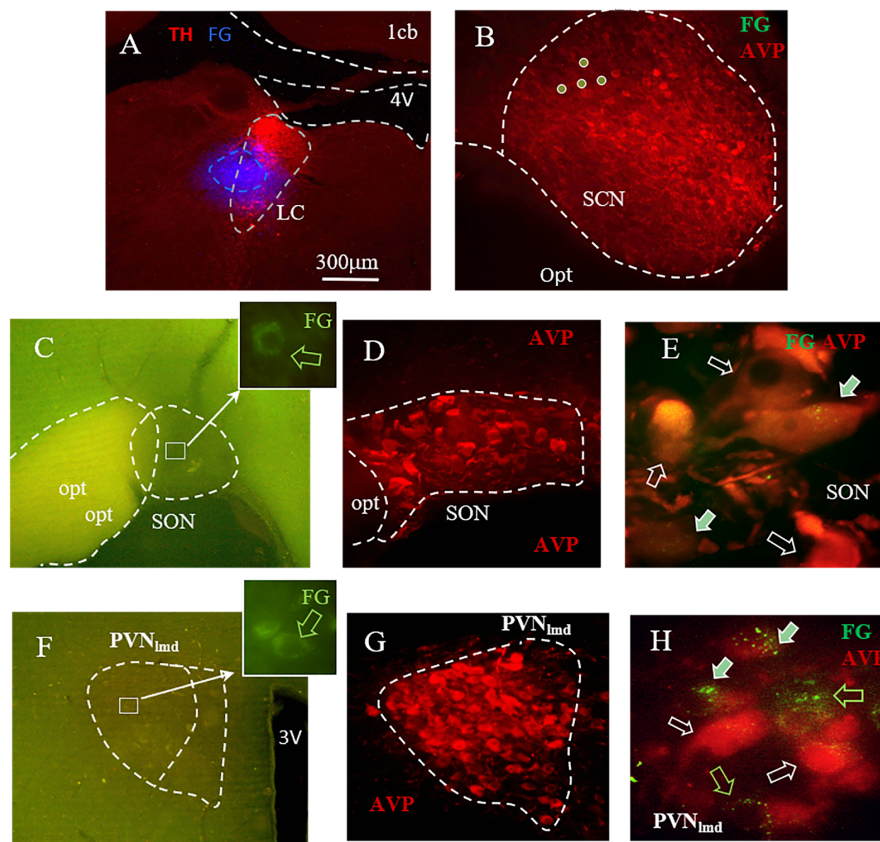 A
TH FG
1cb
4V
LC
300μm
B
FG
AVP
SCN
Opt
C
FG
opt
opt
SON
D
AVP
opt
SON
AVP
E
FG AVP
SON
F
PVNlmd
FG
3V
G
PVNlmd
AVP
H
FG
AVP
PVNlmd